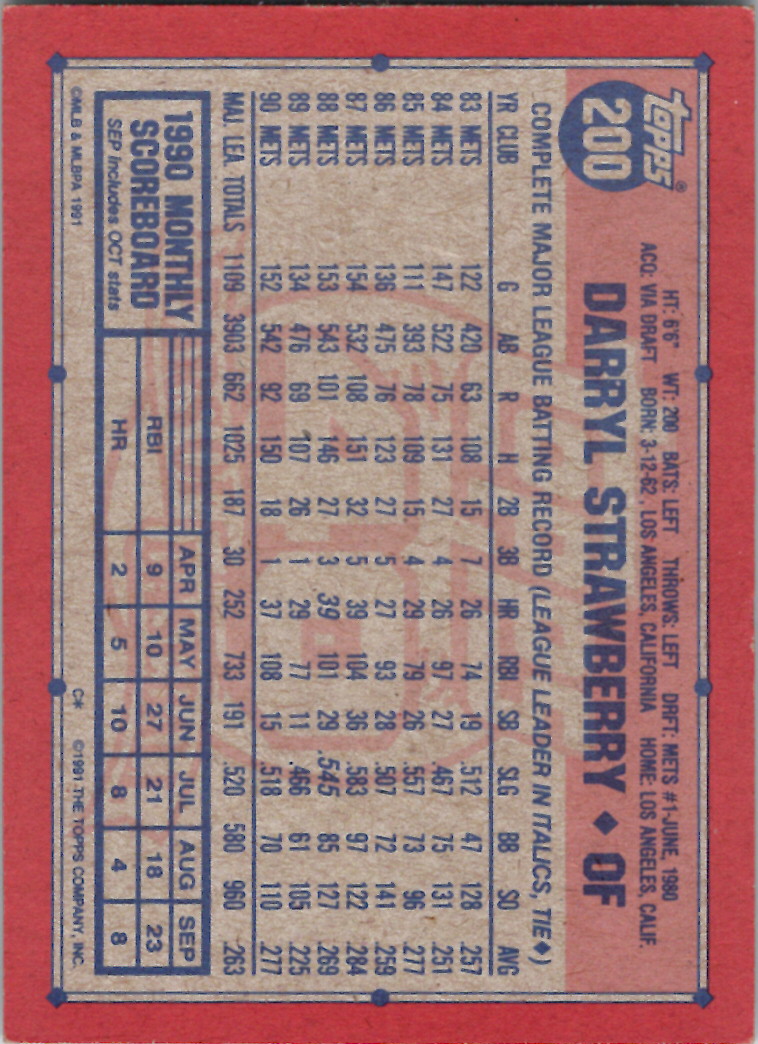 topps®
200
HT: 6'6" WT: 200 BATS: LEFT THROWS: LEFT DRFT: METS #1-JUNE, 1980
ACQ: VIA DRAFT BORN: 3-12-62, LOS ANGELES, CALIFORNIA HOME: LOS ANGELES, CALIF.
DARRYL STRAWBERRY ◆ OF
COMPLETE MAJOR LEAGUE BATTING RECORD (LEAGUE LEADER IN ITALICS, TIE◆)
YR CLUB G AB R H 2B 3B HR RBI SB SLG BB SO AVG
83 METS 122 420 63 108 15 7 26 74 19 .512 47 128 .257
84 METS 147 522 75 131 27 4 26 97 27 .467 75 131 .251
85 METS 111 393 78 109 15 4 29 79 26 .557 73 96 .277
86 METS 136 475 76 123 27 5 27 93 28 .507 72 141 .259
87 METS 154 532 108 151 32 5 39 104 36 .583 97 122 .284
88 METS 153 543 101 146 27 3 39 101 29 .545 85 127 .269
89 METS 134 476 69 107 26 1 29 77 11 .466 61 105 .225
90 METS 152 542 92 150 18 1 37 108 15 .518 70 110 .277
MAJ. LEA. TOTALS 1109 3903 662 1025 187 30 252 733 191 .520 580 960 .263
1990 MONTHLY
SCOREBOARD
SEP includes OCT stats
APR MAY JUN JUL AUG SEP
RBI 9 10 27 21 18 23
HR 2 5 10 8 4 8
©MLB & MLBPA 1991 C* ©1991 THE TOPPS COMPANY, INC.